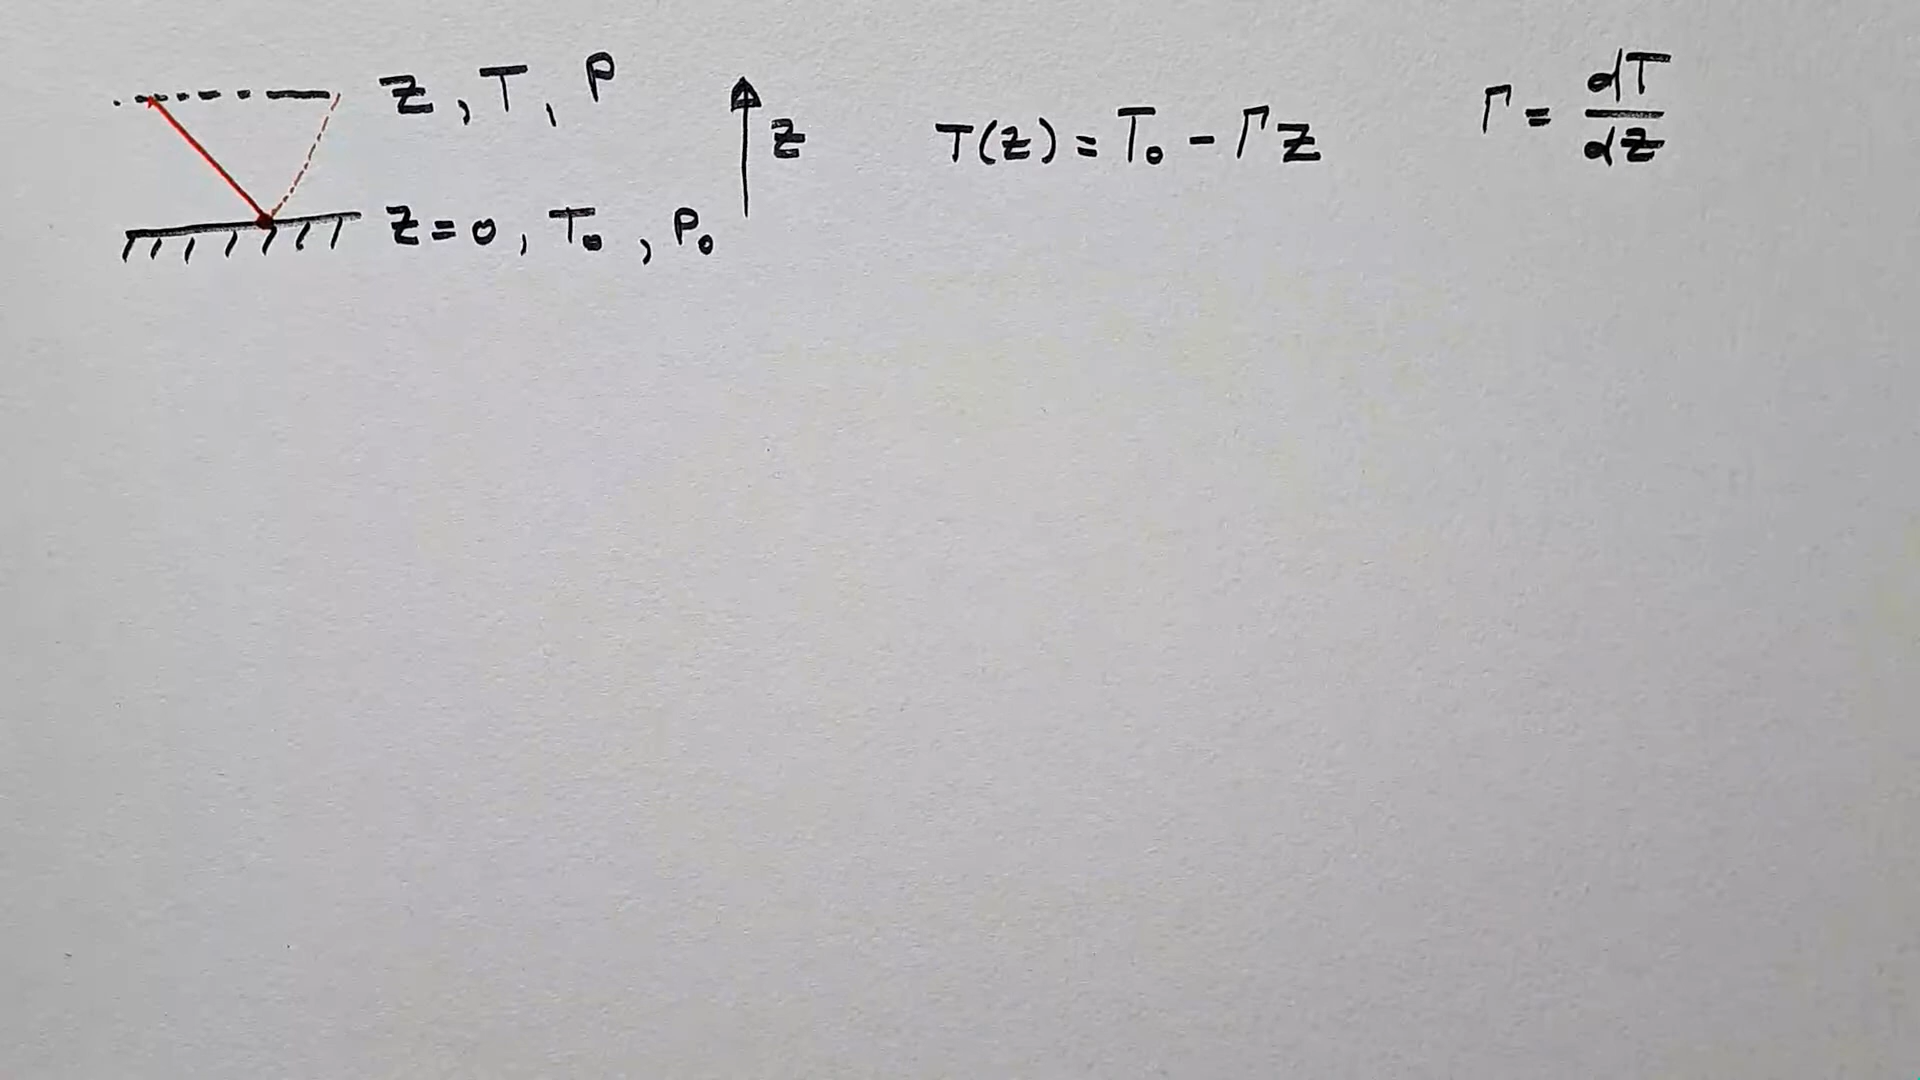 z, T, P
z
T(z) = T₀ - Γz
Γ = dT/dz
z=0, T₀, P₀